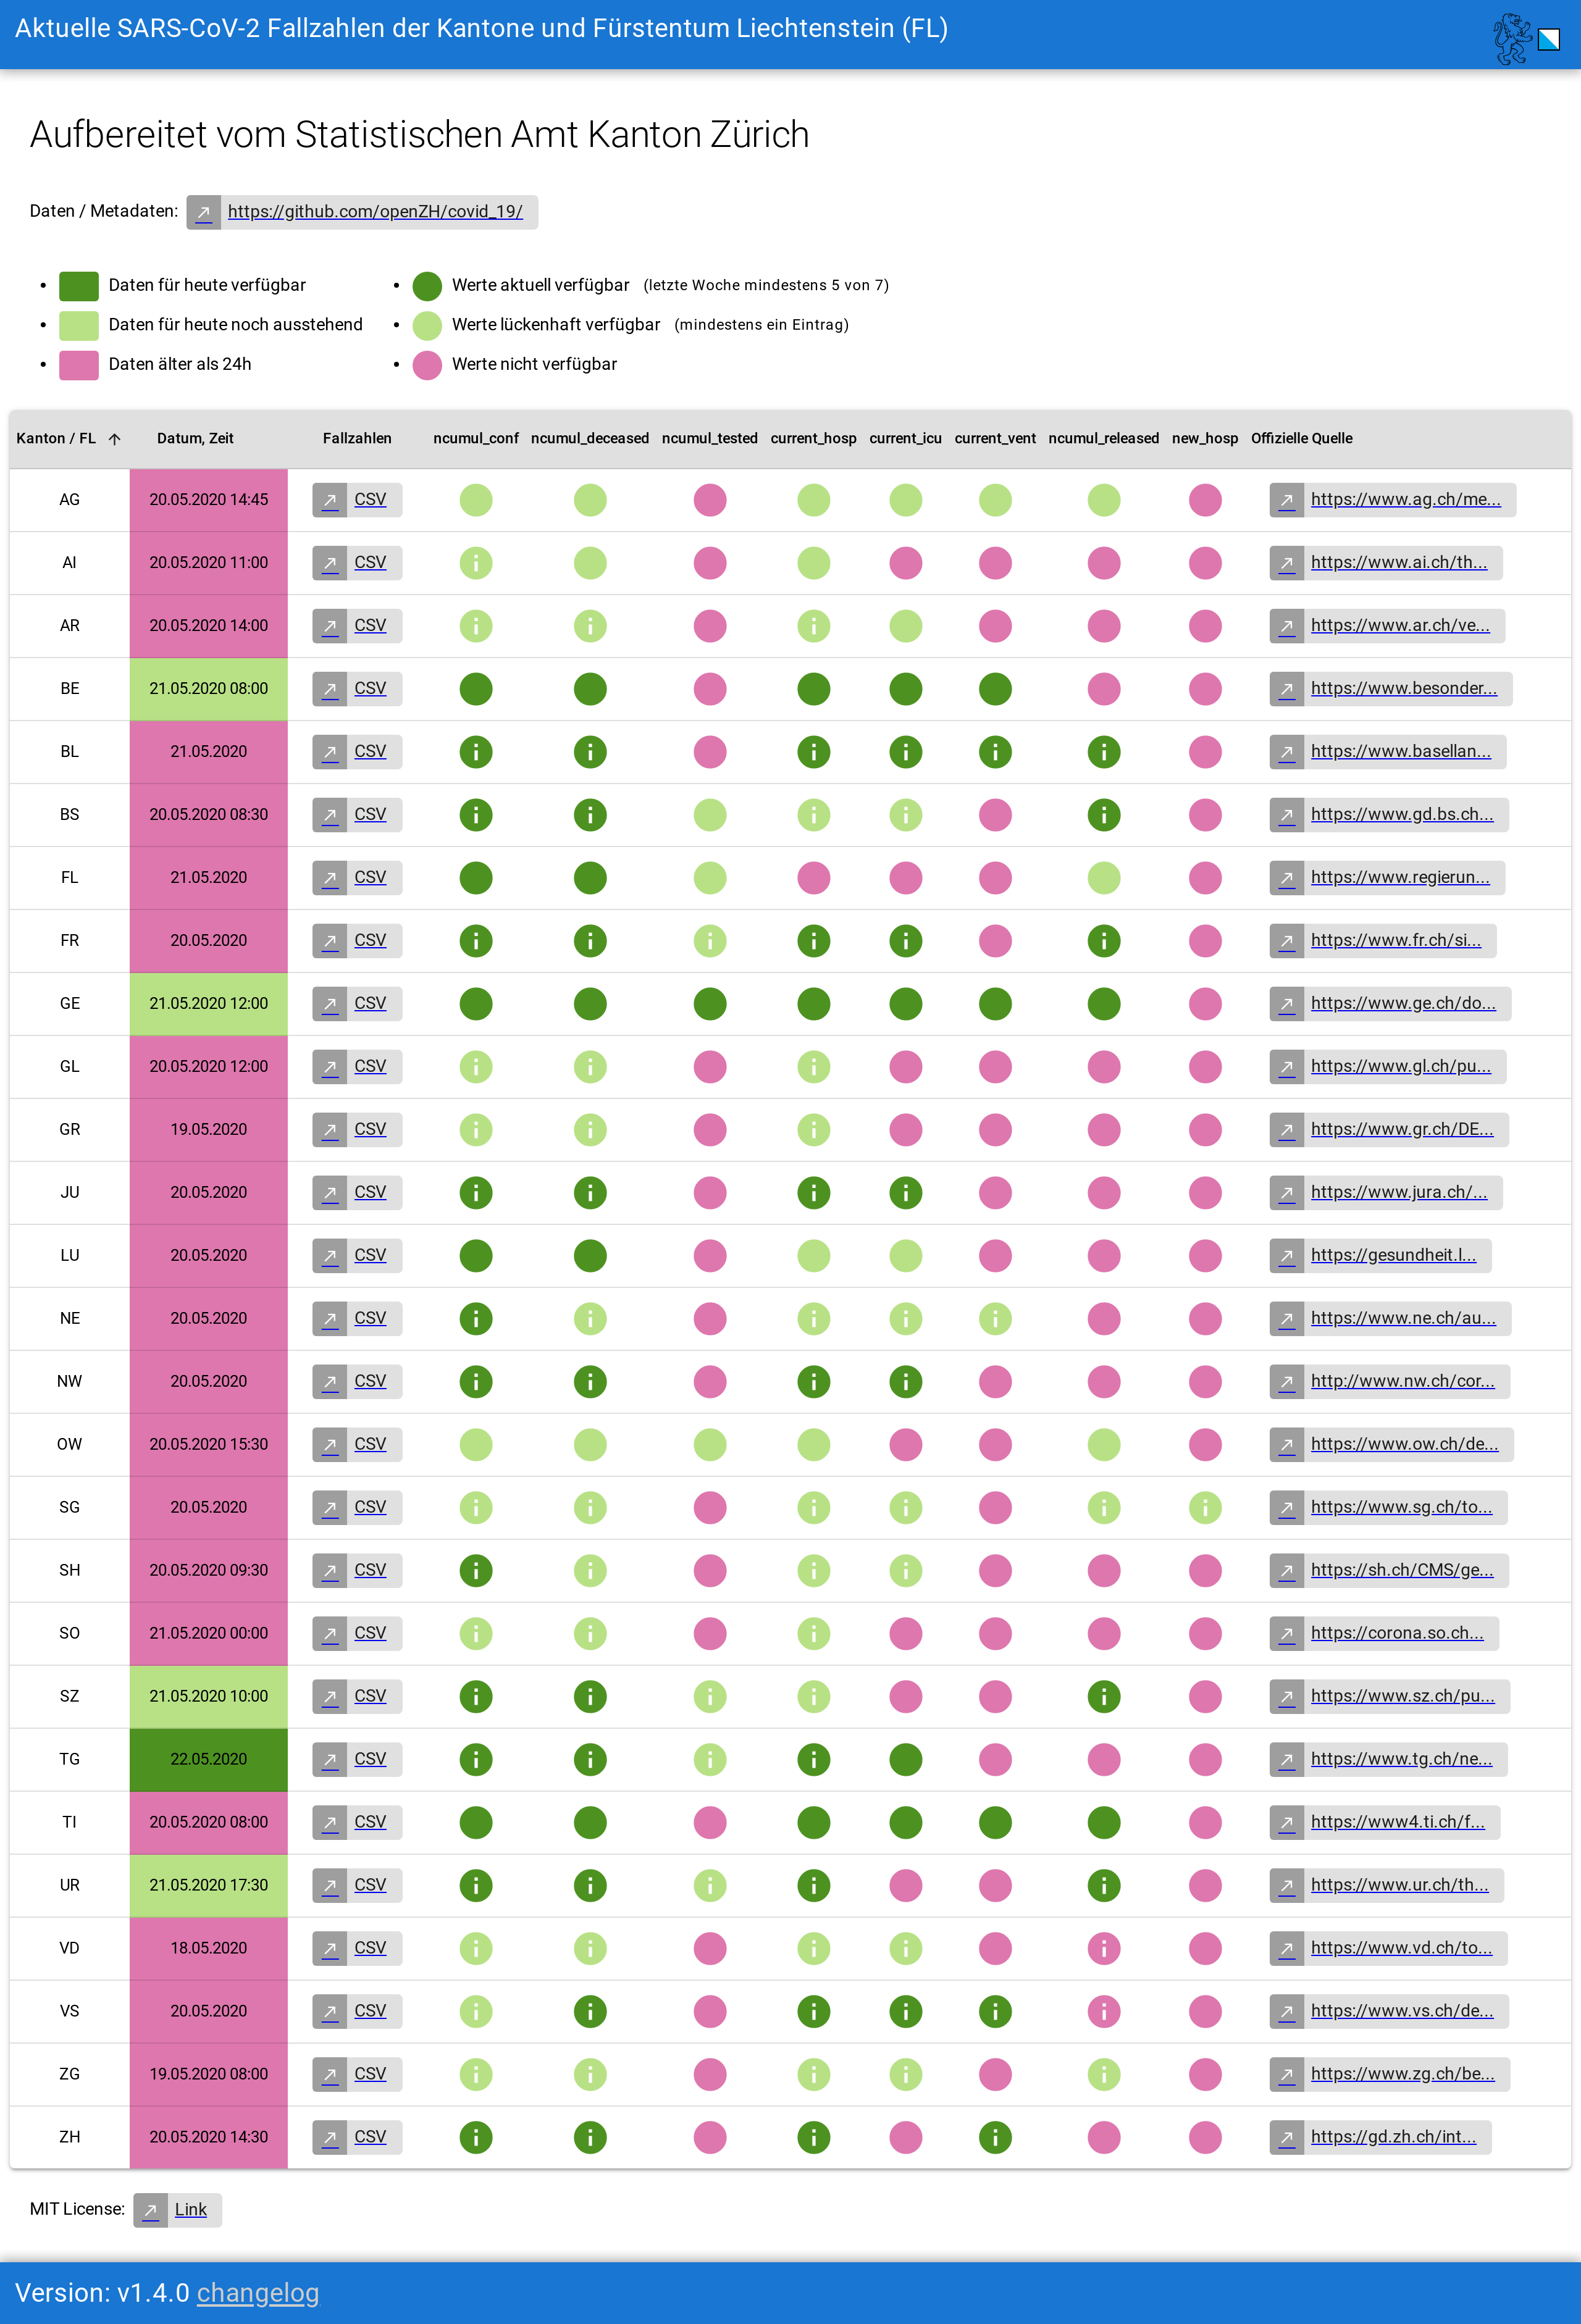 Aktuelle SARS-CoV-2 Fallzahlen der Kantone und Fürstentum Liechtenstein (FL)
Aufbereitet vom Statistischen Amt Kanton Zürich
Daten / Metadaten: https://github.com/openZH/covid_19/
Daten für heute verfügbar
Daten für heute noch ausstehend
Daten älter als 24h
Werte aktuell verfügbar (letzte Woche mindestens 5 von 7)
Werte lückenhaft verfügbar (mindestens ein Eintrag)
Werte nicht verfügbar
Kanton / FL Datum, Zeit Fallzahlen ncumul_conf ncumul_deceased ncumul_tested current_hosp current_icu current_vent ncumul_released new_hosp Offizielle Quelle
AG 20.05.2020 14:45 CSV https://www.ag.ch/me...
AI 20.05.2020 11:00 CSV https://www.ai.ch/th...
AR 20.05.2020 14:00 CSV https://www.ar.ch/ve...
BE 21.05.2020 08:00 CSV https://www.besonder...
BL 21.05.2020 CSV https://www.basellan...
BS 20.05.2020 08:30 CSV https://www.gd.bs.ch...
FL 21.05.2020 CSV https://www.regierun...
FR 20.05.2020 CSV https://www.fr.ch/si...
GE 21.05.2020 12:00 CSV https://www.ge.ch/do...
GL 20.05.2020 12:00 CSV https://www.gl.ch/pu...
GR 19.05.2020 CSV https://www.gr.ch/DE...
JU 20.05.2020 CSV https://www.jura.ch/...
LU 20.05.2020 CSV https://gesundheit.l...
NE 20.05.2020 CSV https://www.ne.ch/au...
NW 20.05.2020 CSV http://www.nw.ch/cor...
OW 20.05.2020 15:30 CSV https://www.ow.ch/de...
SG 20.05.2020 CSV https://www.sg.ch/to...
SH 20.05.2020 09:30 CSV https://sh.ch/CMS/ge...
SO 21.05.2020 00:00 CSV https://corona.so.ch...
SZ 21.05.2020 10:00 CSV https://www.sz.ch/pu...
TG 22.05.2020 CSV https://www.tg.ch/ne...
TI 20.05.2020 08:00 CSV https://www4.ti.ch/f...
UR 21.05.2020 17:30 CSV https://www.ur.ch/th...
VD 18.05.2020 CSV https://www.vd.ch/to...
VS 20.05.2020 CSV https://www.vs.ch/de...
ZG 19.05.2020 08:00 CSV https://www.zg.ch/be...
ZH 20.05.2020 14:30 CSV https://gd.zh.ch/int...
MIT License: Link
Version: v1.4.0 changelog